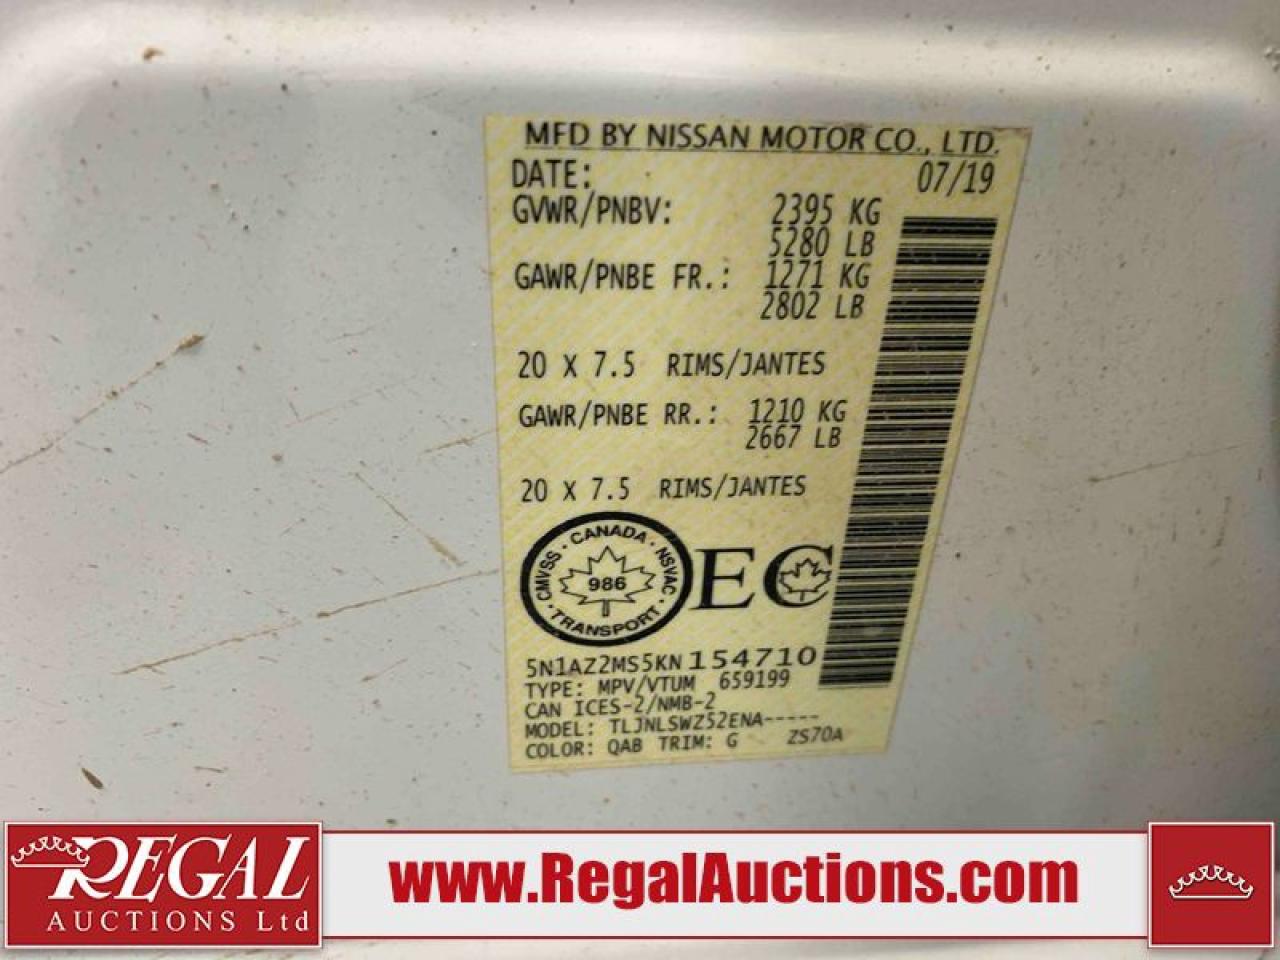 MFD BY NISSAN MOTOR CO., LTD.
DATE: 07/19
GVWR/PNBV: 2395 KG
5280 LB
GAWR/PNBE FR.: 1271 KG
2802 LB
20 X 7.5 RIMS/JANTES
GAWR/PNBE RR.: 1210 KG
2667 LB
20 X 7.5 RIMS/JANTES
CMVSS · CANADA · NSVAC
986
· TRANSPORT ·
EC
5N1AZ2MS5KN154710
TYPE: MPV/VTUM 659199
CAN ICES-2/NMB-2
MODEL: TLJNLSWZ52ENA-----
COLOR: QAB TRIM: G ZS70A
REGAL
AUCTIONS Ltd
www.RegalAuctions.com